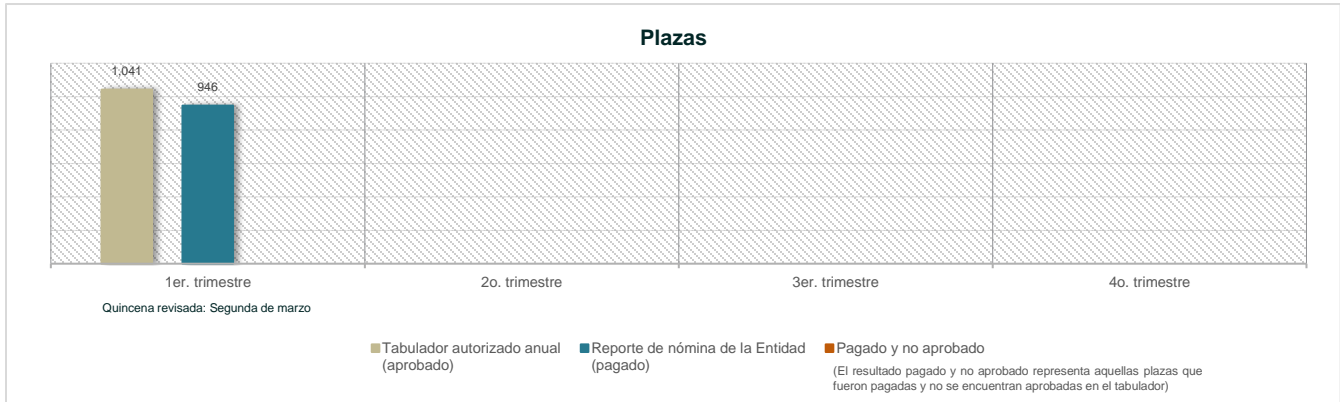 Plazas
1,041
946
1er. trimestre
2o. trimestre
3er. trimestre
4o. trimestre
Quincena revisada: Segunda de marzo
Tabulador autorizado anual
(aprobado)
Reporte de nómina de la Entidad
(pagado)
Pagado y no aprobado
(El resultado pagado y no aprobado representa aquellas plazas que
fueron pagadas y no se encuentran aprobadas en el tabulador)